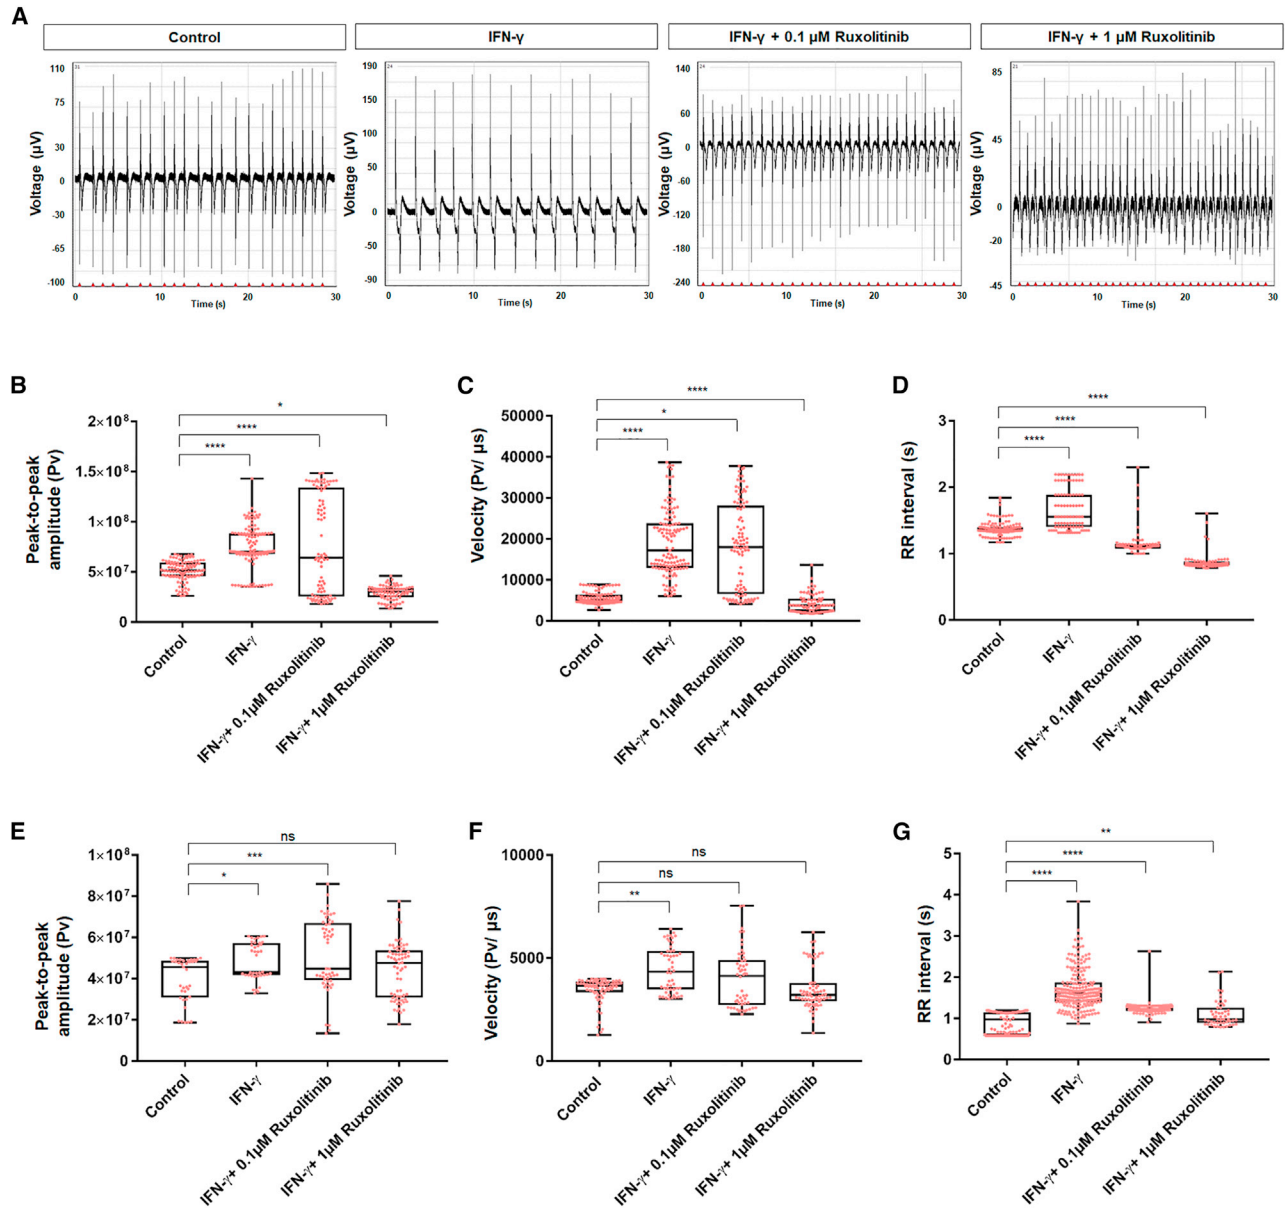 A
Control
IFN-γ
IFN-γ + 0.1 µM Ruxolitinib
IFN-γ + 1 µM Ruxolitinib
Voltage (µV)
31
110
75
30
0
-30
-65
-100
0
10
20
30
Time (s)
Voltage (µV)
24
190
150
100
50
0
-50
-90
0
10
20
30
Time (s)
Voltage (µV)
24
140
60
0
-60
-120
-180
-240
0
10
20
30
Time (s)
Voltage (µV)
21
85
45
0
-20
-45
0
10
20
30
Time (s)
B
Peak-to-peak
amplitude (Pv)
2×10⁸
1.5×10⁸
1×10⁸
5×10⁷
0
*
****
****
Control
IFN-γ
IFN-γ+ 0.1µM Ruxolitinib
IFN-γ+ 1µM Ruxolitinib
C
Velocity (Pv/ µs)
50000
40000
30000
20000
10000
0
****
*
****
Control
IFN-γ
IFN-γ+ 0.1µM Ruxolitinib
IFN-γ+ 1µM Ruxolitinib
D
RR interval (s)
3
2
1
0
****
****
****
Control
IFN-γ
IFN-γ+ 0.1µM Ruxolitinib
IFN-γ+ 1µM Ruxolitinib
E
Peak-to-peak
amplitude (Pv)
1×10⁸
8×10⁷
6×10⁷
4×10⁷
2×10⁷
0
ns
***
*
Control
IFN-γ
IFN-γ+ 0.1µM Ruxolitinib
IFN-γ+ 1µM Ruxolitinib
F
Velocity (Pv/ µs)
10000
5000
0
ns
ns
**
Control
IFN-γ
IFN-γ+ 0.1µM Ruxolitinib
IFN-γ+ 1µM Ruxolitinib
G
RR interval (s)
5
4
3
2
1
0
**
****
****
Control
IFN-γ
IFN-γ+ 0.1µM Ruxolitinib
IFN-γ+ 1µM Ruxolitinib